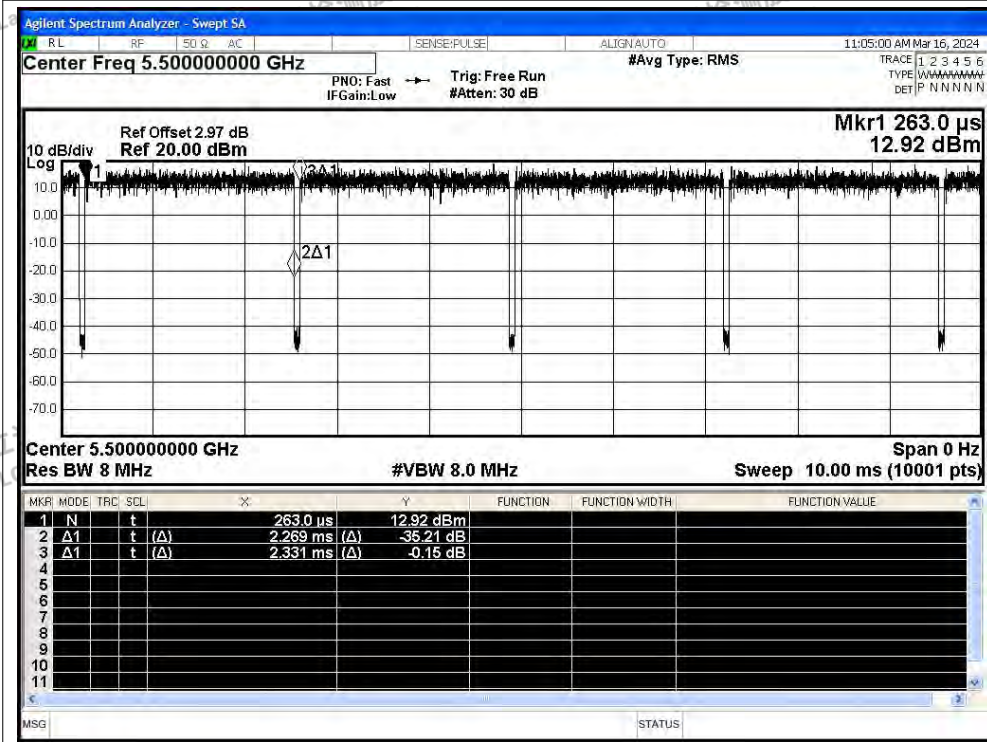 Agilent Spectrum Analyzer - Swept SA
LXI RL RF 50 Ω AC SENSE:PULSE ALIGN AUTO 11:05:00 AM Mar 16, 2024
Center Freq 5.500000000 GHz #Avg Type: RMS TRACE 1 2 3 4 5 6
PNO: Fast Trig: Free Run TYPE
IFGain:Low #Atten: 30 dB DET P N N N N N
Mkr1 263.0 µs
Ref Offset 2.97 dB
10 dB/div Ref 20.00 dBm 12.92 dBm
Log
1 3Δ1
10.0
0.00
-10.0
2Δ1
-20.0
-30.0
-40.0
-50.0
-60.0
-70.0
Center 5.500000000 GHz Span 0 Hz
Res BW 8 MHz #VBW 8.0 MHz Sweep 10.00 ms (10001 pts)
MKR MODE TRC SCL X Y FUNCTION FUNCTION WIDTH FUNCTION VALUE
1 N t 263.0 µs 12.92 dBm
2 Δ1 t (Δ) 2.269 ms (Δ) -35.21 dB
3 Δ1 t (Δ) 2.331 ms (Δ) -0.15 dB
4
5
6
7
8
9
10
11
MSG STATUS